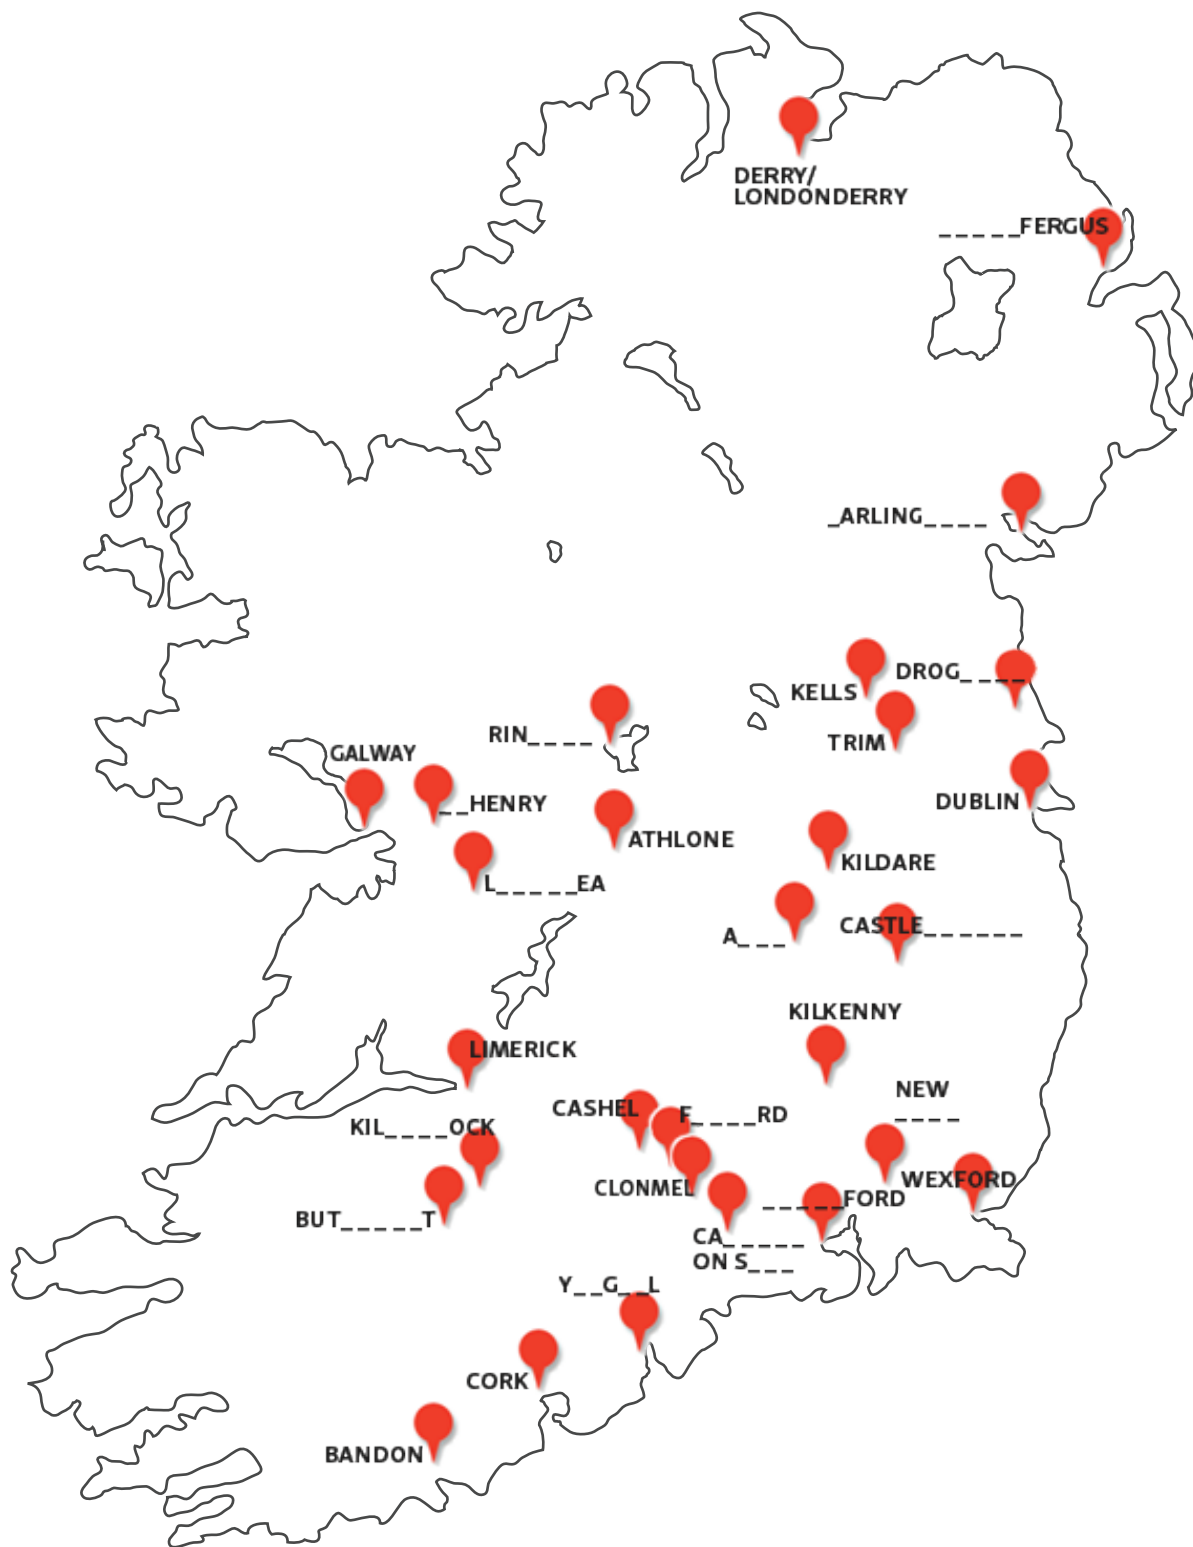 DERRY/
LONDONDERRY
_ _ _ _ _FERGUS
_ARLING_ _ _ _
KELLS
DROG_ _ _ _
RIN_ _ _ _
TRIM
GALWAY
_ _HENRY
DUBLIN
ATHLONE
KILDARE
L_ _ _ _ _EA
A_ _ _
CASTLE_ _ _ _ _ _
KILKENNY
LIMERICK
NEW
_ _ _ _
CASHEL
F_ _ _ _RD
KIL_ _ _ _OCK
CLONMEL
WEXFORD
_ _ _ _ _FORD
BUT_ _ _ _ _T
CA_ _ _ _ _
ON S_ _ _
Y_ _G_ _L
CORK
BANDON